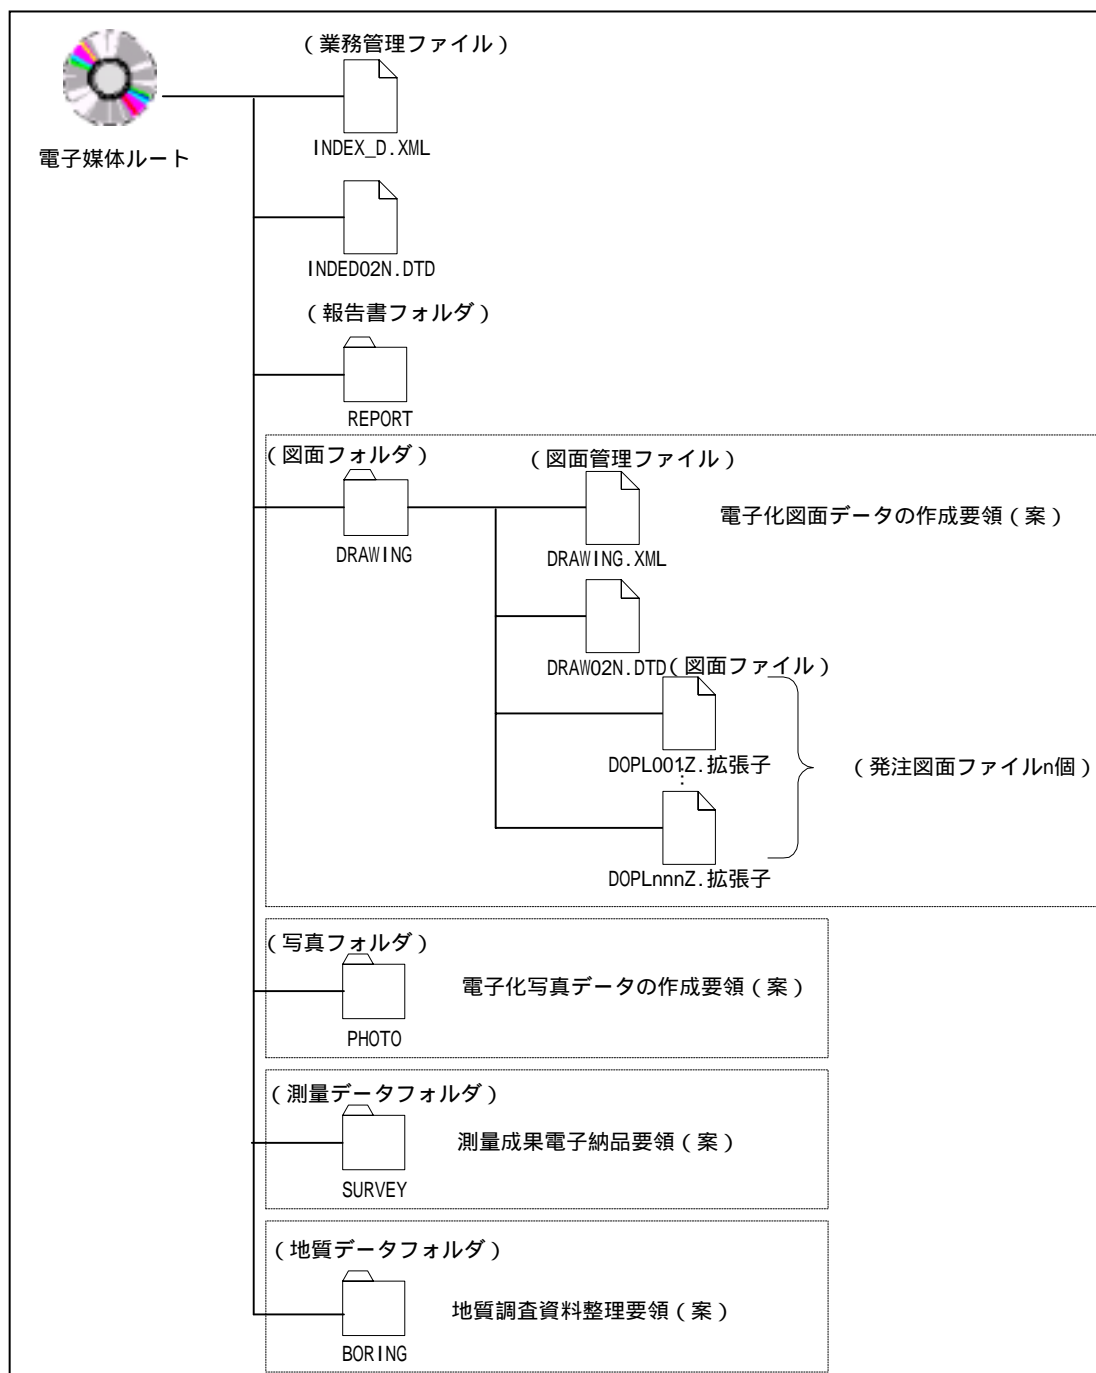 (業務管理ファイル)
INDEX_D.XML
電子媒体ルート
INDED02N.DTD
(報告書フォルダ)
REPORT
(図面フォルダ)
(図面管理ファイル)
電子化図面データの作成要領(案)
DRAWING
DRAWING.XML
DRAW02N.DTD
(図面ファイル)
D0PL001Z.拡張子
(発注図面ファイルn個)
⋮
D0PLnnnZ.拡張子
(写真フォルダ)
電子化写真データの作成要領(案)
PHOTO
(測量データフォルダ)
測量成果電子納品要領(案)
SURVEY
(地質データフォルダ)
地質調査資料整理要領(案)
BORING